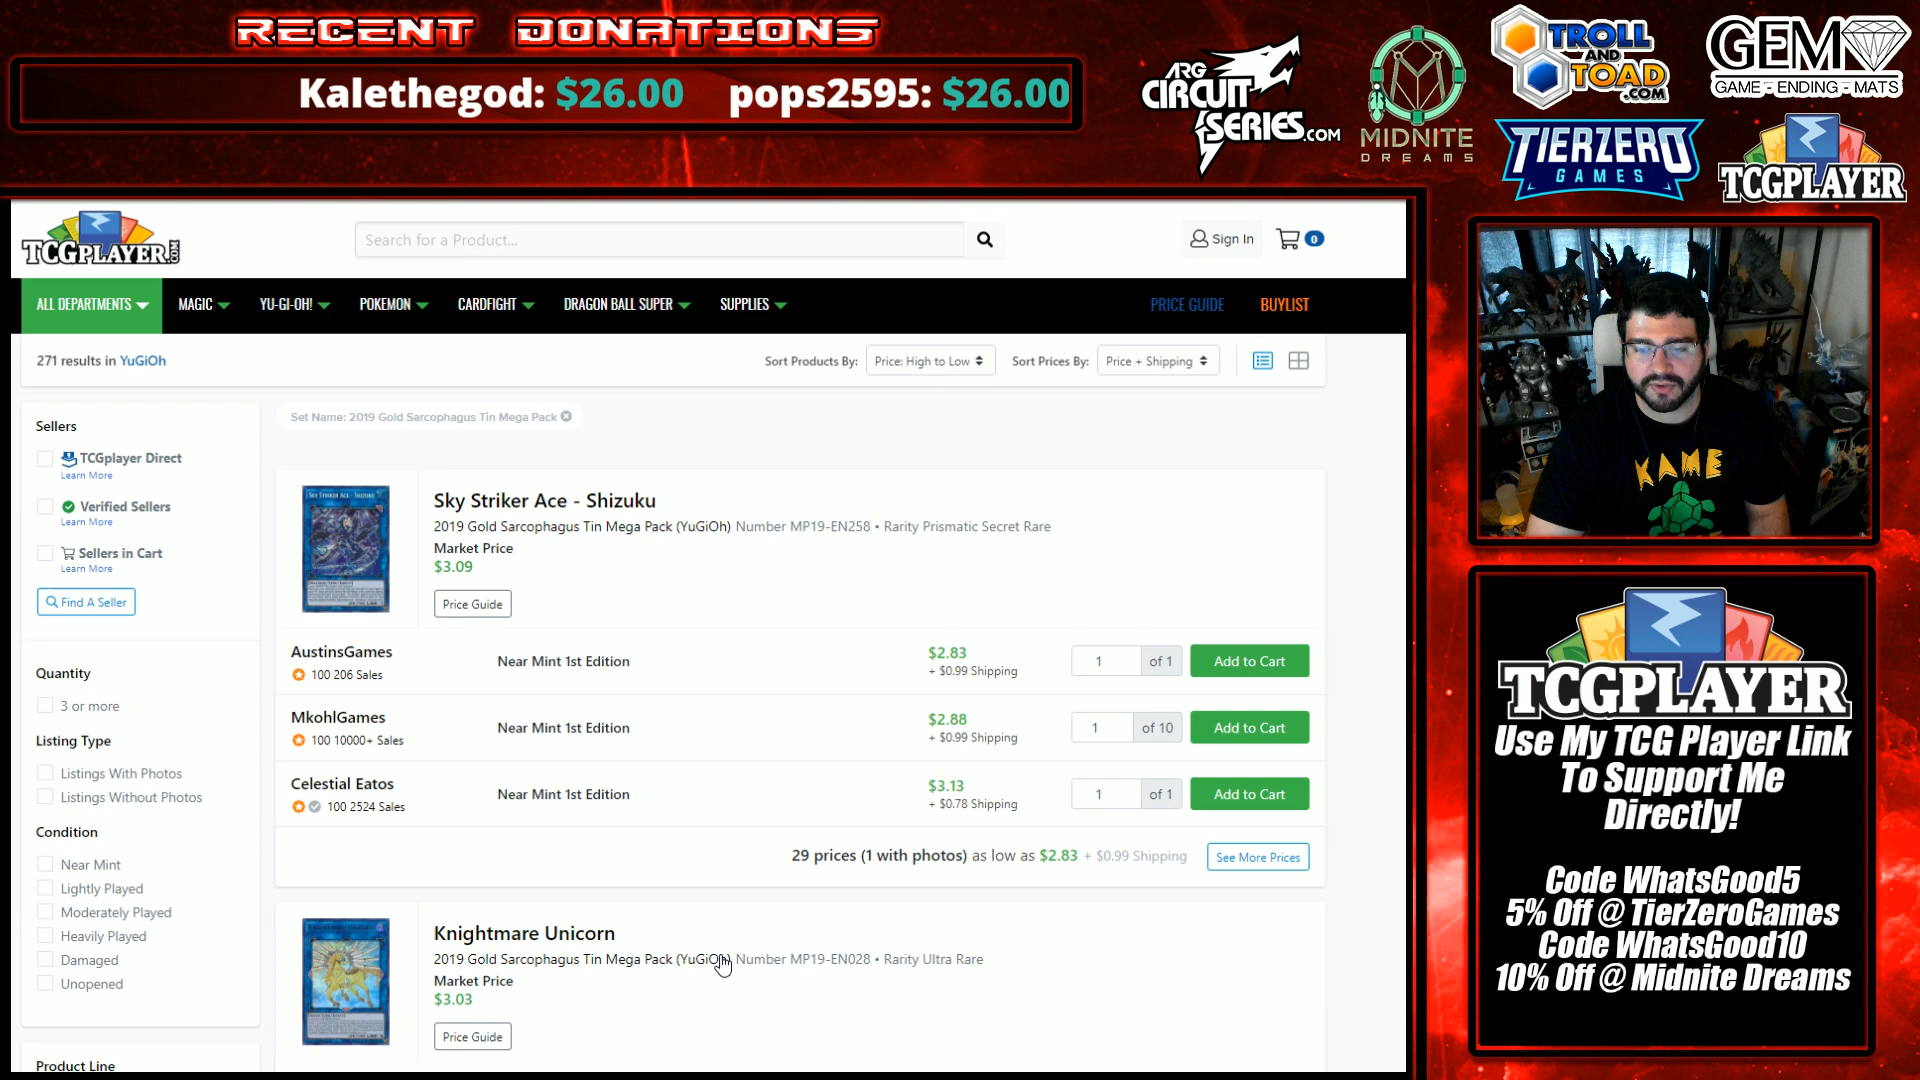 RECENT DONATIONS
Kalethegod: $26.00 pops2595: $26.00
ARG
CIRCUIT
SERIES.COM
MIDNITE
DREAMS
TROLL
AND
TOAD
.COM
GEM
GAME - ENDING - MATS
TIERZERO
GAMES
TCGPLAYER
TCGPLAYER.COM
Search for a Product...
Sign In
0
ALL DEPARTMENTS
MAGIC
YU-GI-OH!
POKEMON
CARDFIGHT
DRAGON BALL SUPER
SUPPLIES
PRICE GUIDE
BUYLIST
271 results in YuGiOh
Sort Products By: Price: High to Low
Sort Prices By: Price + Shipping
Set Name: 2019 Gold Sarcophagus Tin Mega Pack
Sellers
TCGplayer Direct
Learn More
Verified Sellers
Learn More
Sellers in Cart
Learn More
Find A Seller
Quantity
3 or more
Listing Type
Listings With Photos
Listings Without Photos
Condition
Near Mint
Lightly Played
Moderately Played
Heavily Played
Damaged
Unopened
Product Line
Sky Striker Ace - Shizuku
2019 Gold Sarcophagus Tin Mega Pack (YuGiOh) Number MP19-EN258 • Rarity Prismatic Secret Rare
Market Price
$3.09
Price Guide
AustinsGames
100 206 Sales
Near Mint 1st Edition
$2.83
+ $0.99 Shipping
1 of 1
Add to Cart
MkohlGames
100 10000+ Sales
Near Mint 1st Edition
$2.88
+ $0.99 Shipping
1 of 10
Add to Cart
Celestial Eatos
100 2524 Sales
Near Mint 1st Edition
$3.13
+ $0.78 Shipping
1 of 1
Add to Cart
29 prices (1 with photos) as low as $2.83 + $0.99 Shipping
See More Prices
Knightmare Unicorn
2019 Gold Sarcophagus Tin Mega Pack (YuGiOh) Number MP19-EN028 • Rarity Ultra Rare
Market Price
$3.03
Price Guide
KAME
TCGPLAYER
Use My TCG Player Link
To Support Me
Directly!
Code WhatsGood5
5% Off @ TierZeroGames
Code WhatsGood10
10% Off @ Midnite Dreams